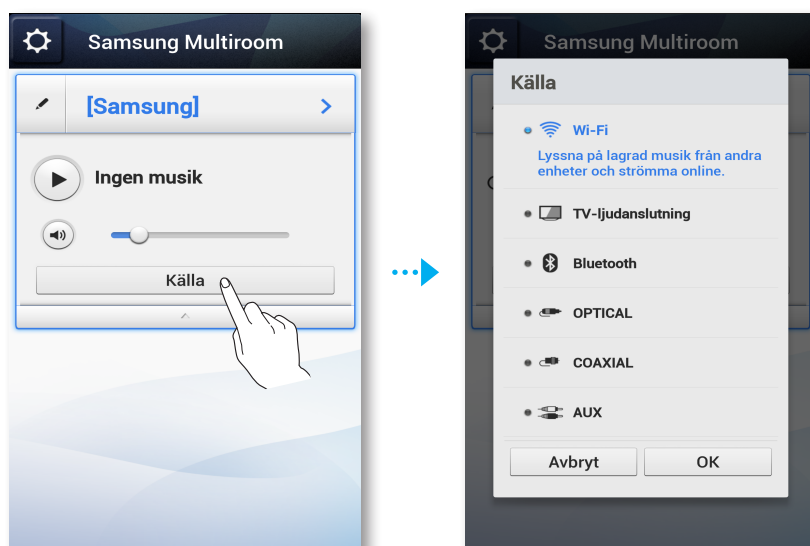 Samsung Multiroom
[Samsung]
Ingen musik
Källa
Samsung Multiroom
Källa
Wi-Fi
Lyssna på lagrad musik från andra
enheter och strömma online.
TV-ljudanslutning
Bluetooth
OPTICAL
COAXIAL
AUX
Avbryt
OK